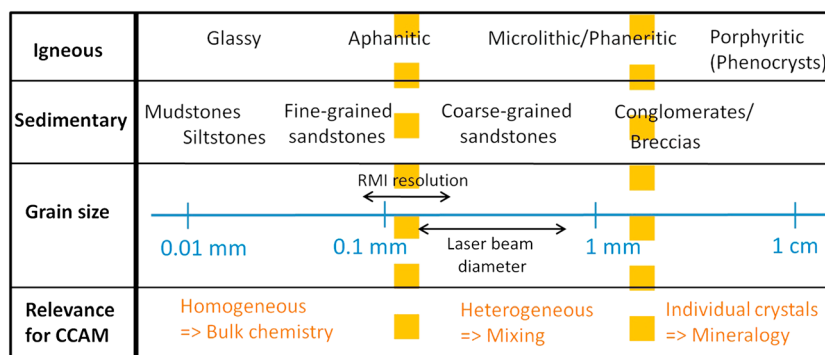 Igneous
Glassy
Aphanitic
Microlithic/Phaneritic
Porphyritic
(Phenocrysts)
Sedimentary
Mudstones
Siltstones
Fine-grained
sandstones
Coarse-grained
sandstones
Conglomerates/
Breccias
Grain size
RMI resolution
0.01 mm
0.1 mm
Laser beam
diameter
1 mm
1 cm
Relevance
for CCAM
Homogeneous
=> Bulk chemistry
Heterogeneous
=> Mixing
Individual crystals
=> Mineralogy